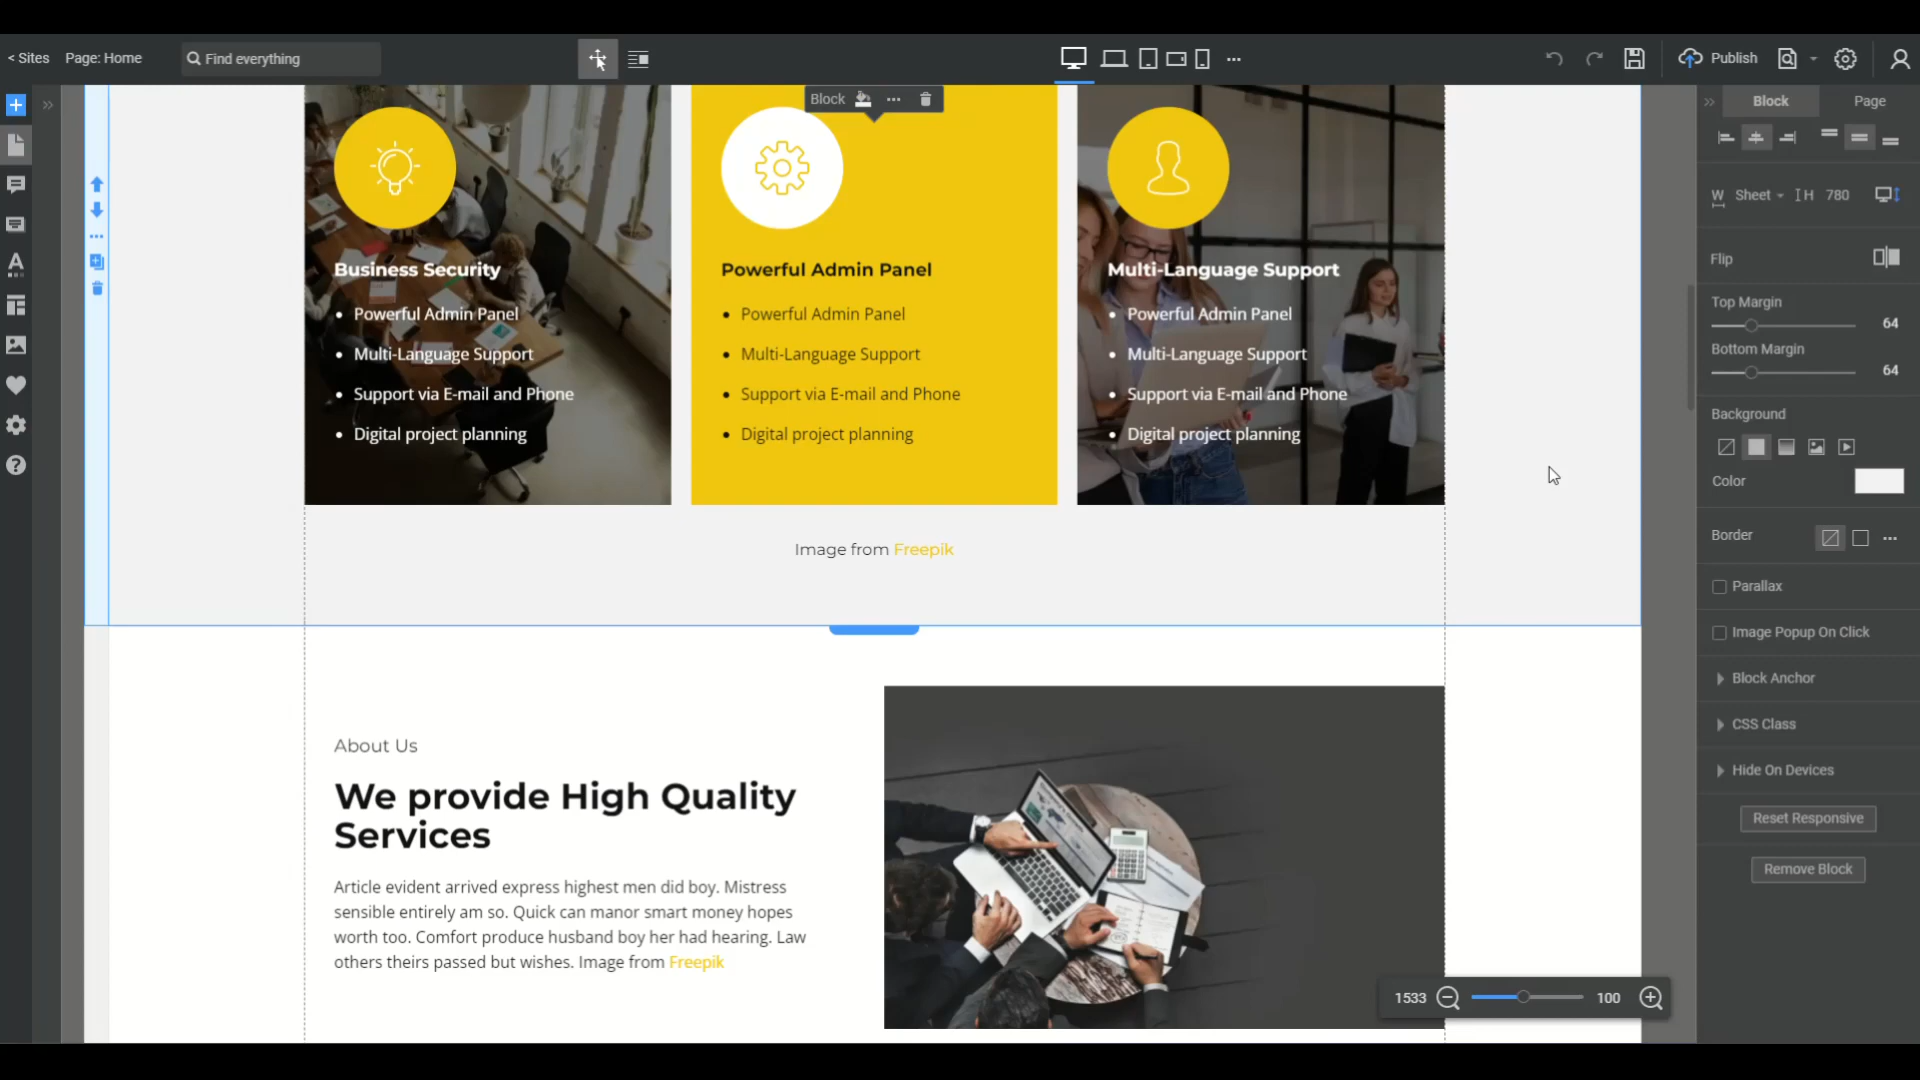 < Sites
Page: Home
Find everything
Publish
Block
Block
Page
Business Security
Powerful Admin Panel
Multi-Language Support
Support via E-mail and Phone
Digital project planning
Powerful Admin Panel
Powerful Admin Panel
Multi-Language Support
Support via E-mail and Phone
Digital project planning
Multi-Language Support
Powerful Admin Panel
Multi-Language Support
Support via E-mail and Phone
Digital project planning
Image from Freepik
About Us
We provide High Quality
Services
Article evident arrived express highest men did boy. Mistress
sensible entirely am so. Quick can manor smart money hopes
worth too. Comfort produce husband boy her had hearing. Law
others theirs passed but wishes. Image from Freepik
1533
100
W Sheet H 780
Flip
Top Margin
64
Bottom Margin
64
Background
Color
Border
Parallax
Image Popup On Click
Block Anchor
CSS Class
Hide On Devices
Reset Responsive
Remove Block